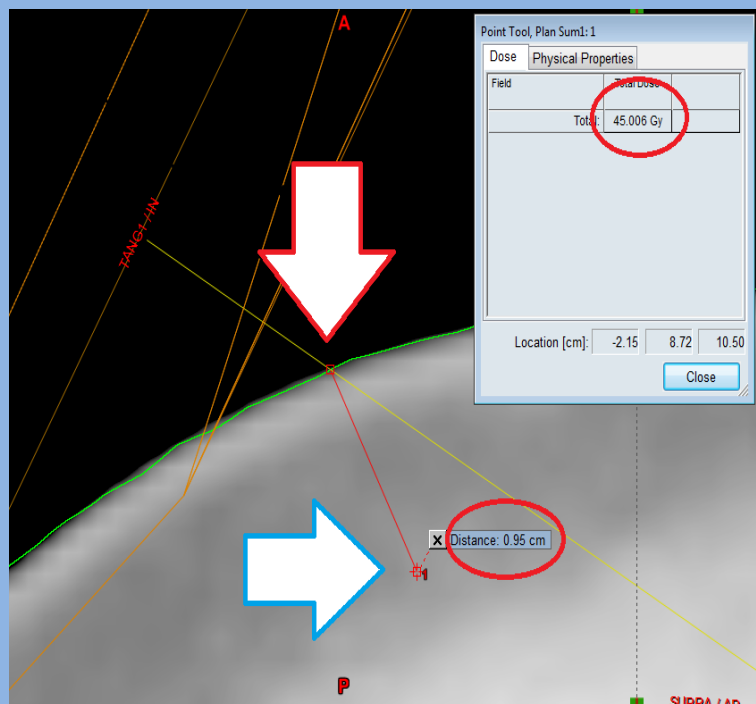 A
Point Tool, Plan Sum1: 1
Dose
Physical Properties
Field
Total Dose
Total:
45.006 Gy
TANG1 / IN
Location [cm]:
-2.15
8.72
10.50
Close
X
Distance: 0.95 cm
1
P
SUPRA / AP